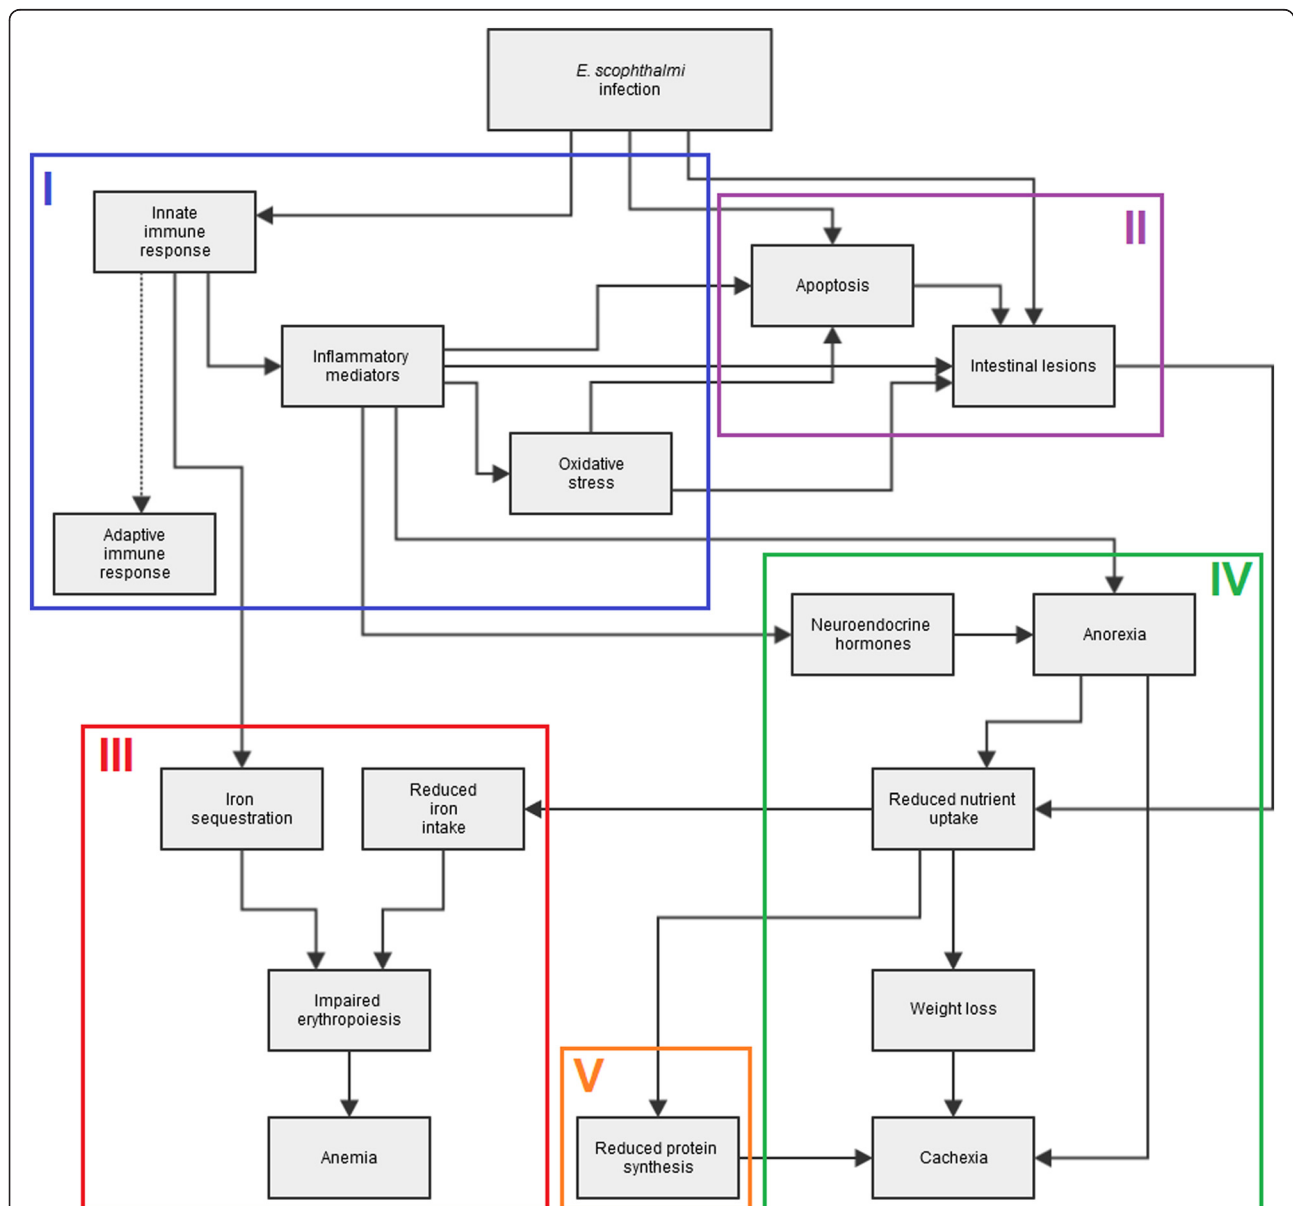 E. scophthalmi
infection
I
Innate
immune
response
II
Apoptosis
Inflammatory
mediators
Intestinal lesions
Oxidative
stress
Adaptive
immune
response
IV
Neuroendocrine
hormones
Anorexia
III
Iron
sequestration
Reduced
iron
intake
Reduced nutrient
uptake
Impaired
erythropoiesis
Weight loss
V
Anemia
Reduced protein
synthesis
Cachexia